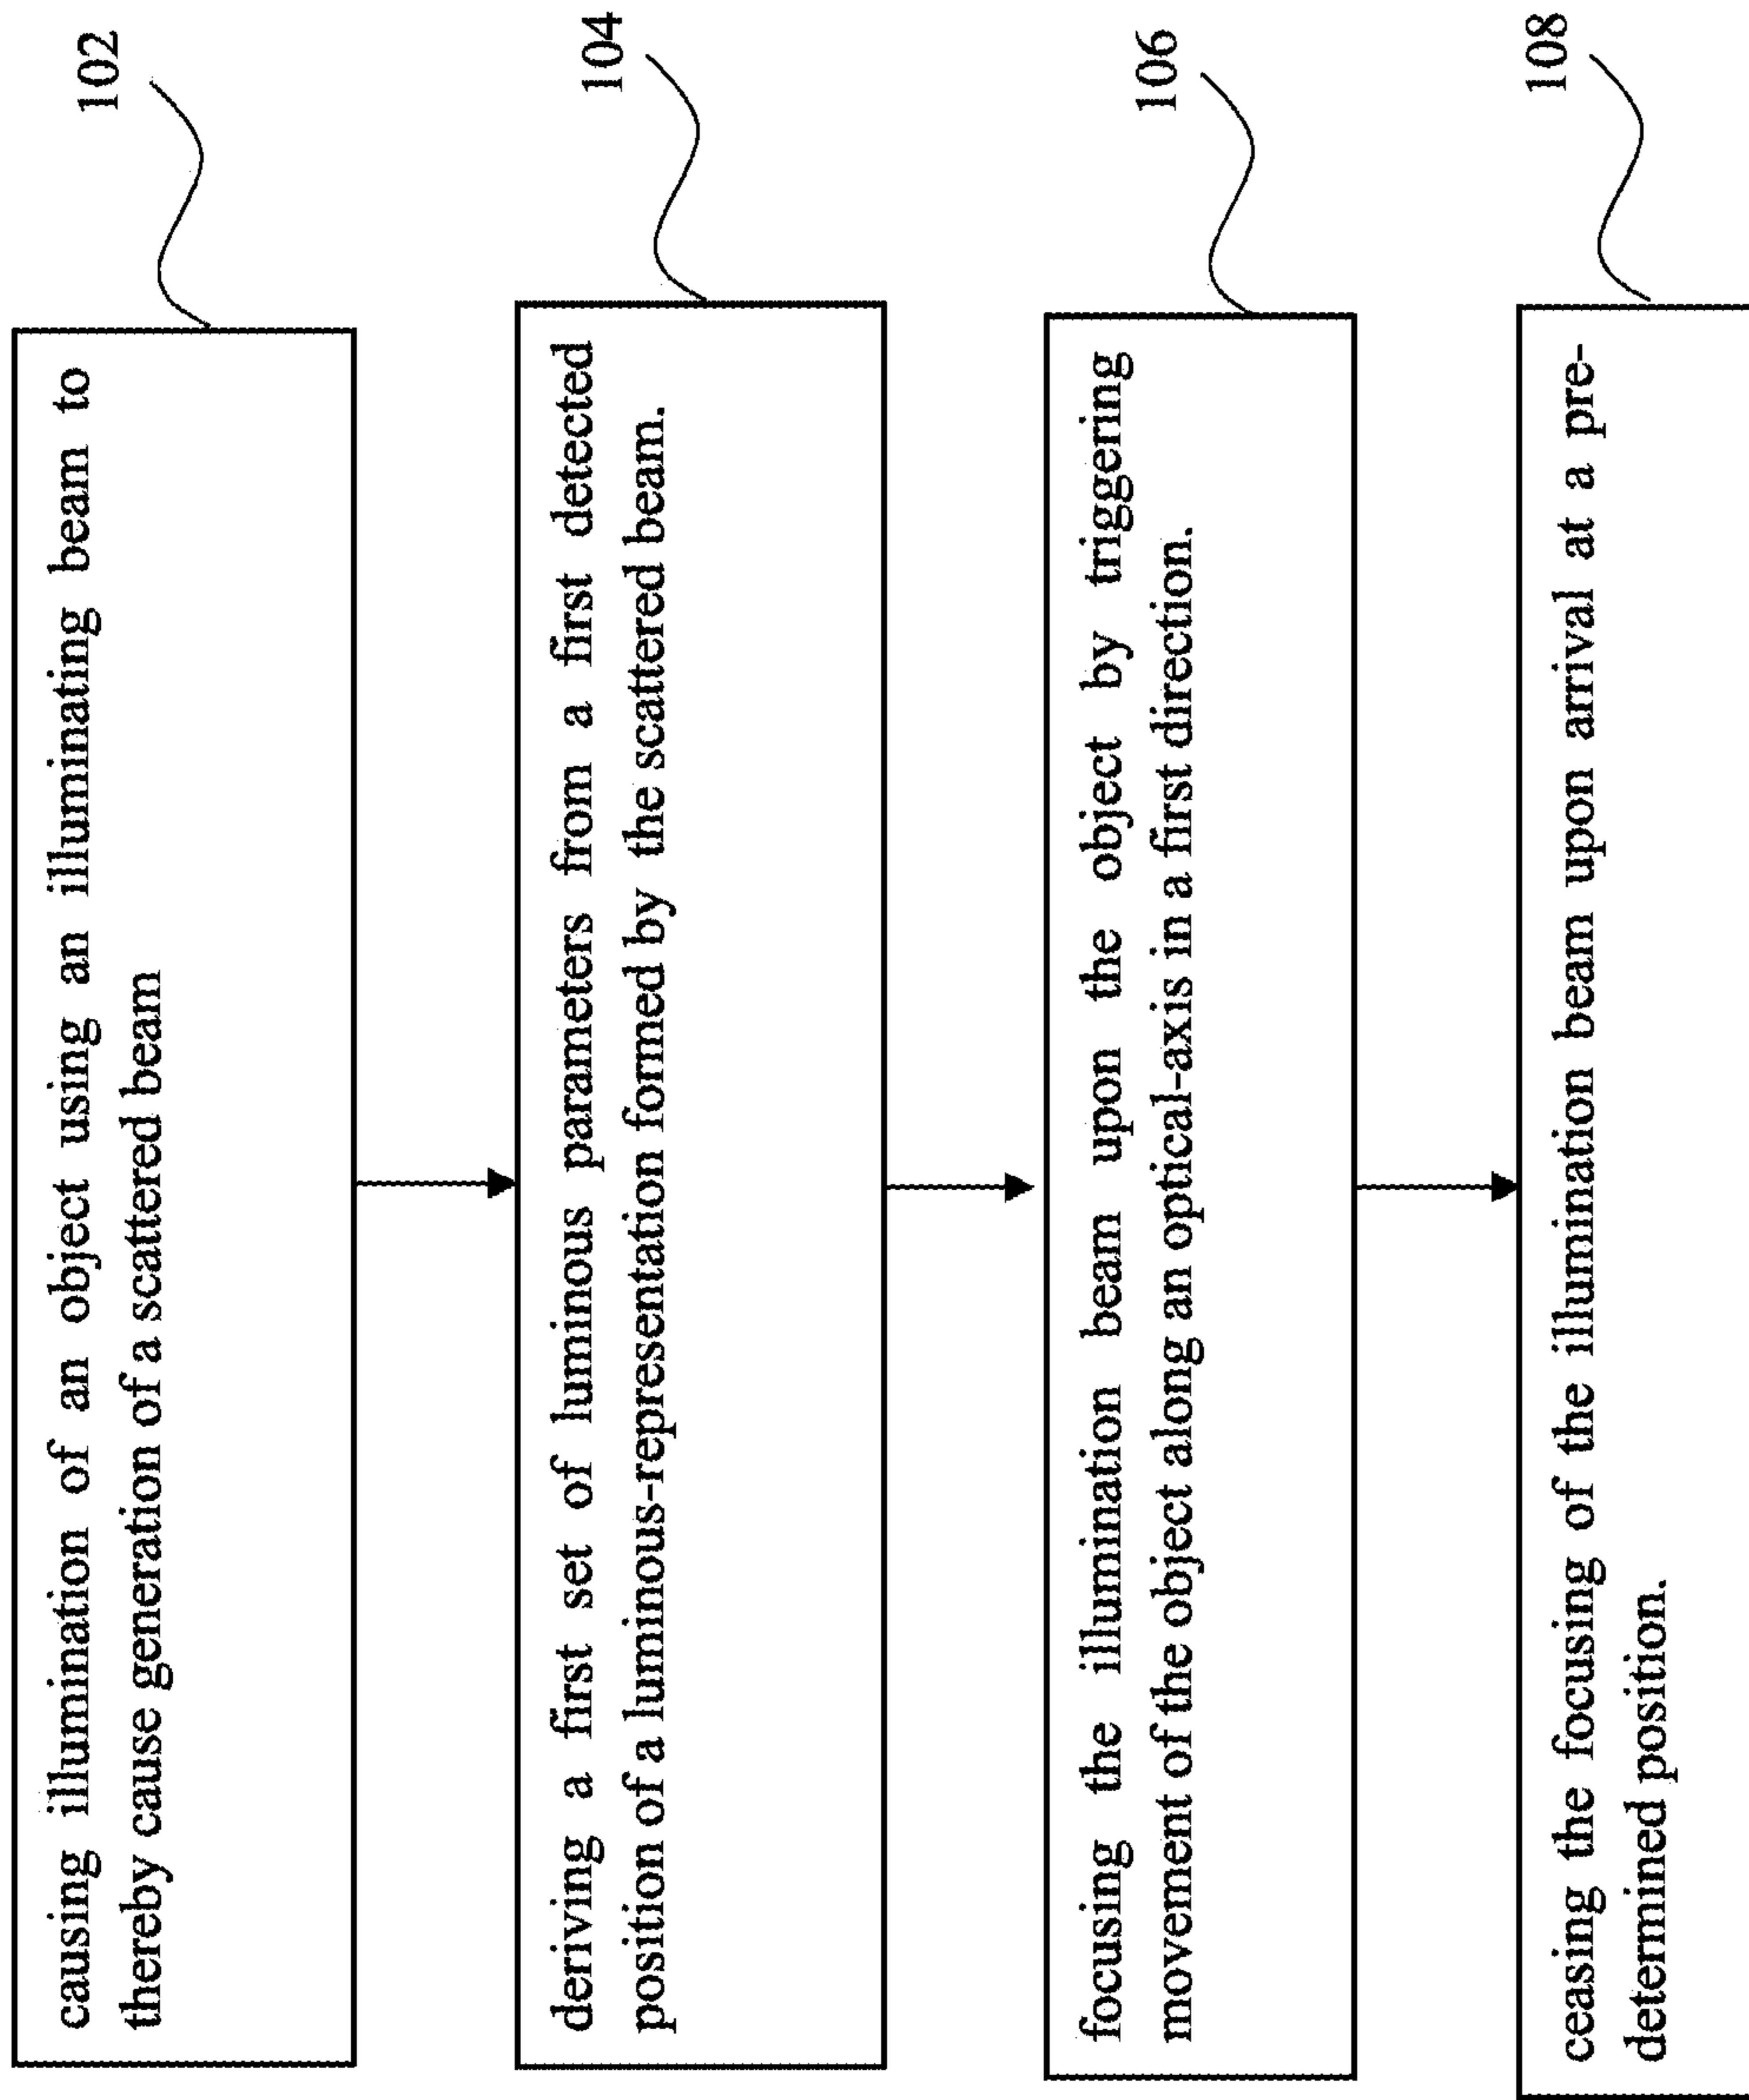 causing illumination of an object using an illuminating beam to
thereby cause generation of a scattered beam
102
deriving a first set of luminous parameters from a first detected
position of a luminous-representation formed by the scattered beam.
104
focusing the illumination beam upon the object by triggering
movement of the object along an optical-axis in a first direction.
106
ceasing the focusing of the illumination beam upon arrival at a pre-
determined position.
108